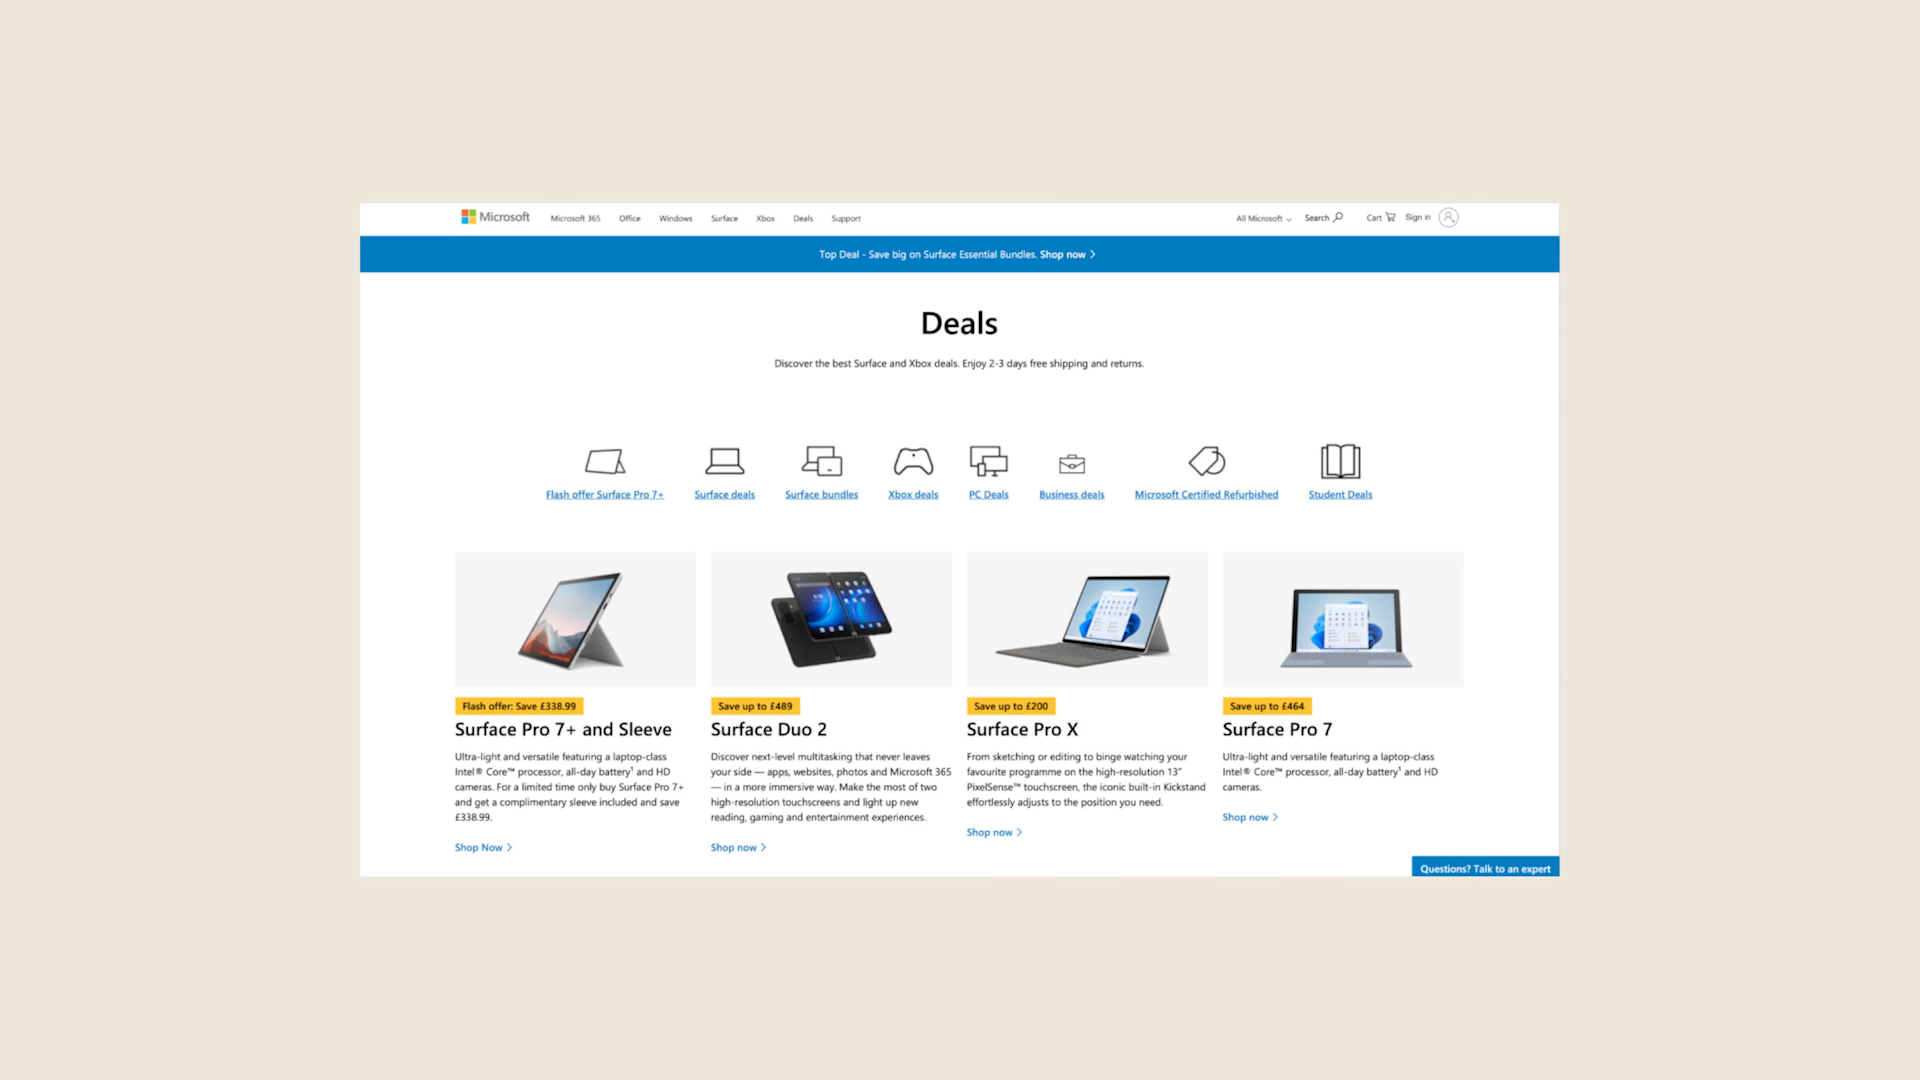 Microsoft Microsoft 365 Office Windows Surface Xbox Deals Support All Microsoft Search Cart Sign in
Top Deal - Save big on Surface Essential Bundles. Shop now
Deals
Discover the best Surface and Xbox deals. Enjoy 2-3 days free shipping and returns.
Flash offer Surface Pro 7+ Surface deals Surface bundles Xbox deals PC Deals Business deals Microsoft Certified Refurbished Student Deals
Flash offer: Save £338.99
Surface Pro 7+ and Sleeve
Ultra-light and versatile featuring a laptop-class
Intel® Core™ processor, all-day battery¹ and HD
cameras. For a limited time only buy Surface Pro 7+
and get a complimentary sleeve included and save
£338.99.
Shop Now
Save up to £489
Surface Duo 2
Discover next-level multitasking that never leaves
your side — apps, websites, photos and Microsoft 365
— in a more immersive way. Make the most of two
high-resolution touchscreens and light up new
reading, gaming and entertainment experiences.
Shop now
Save up to £200
Surface Pro X
From sketching or editing to binge watching your
favourite programme on the high-resolution 13”
PixelSense™ touchscreen, the iconic built-in Kickstand
effortlessly adjusts to the position you need.
Shop now
Save up to £464
Surface Pro 7
Ultra-light and versatile featuring a laptop-class
Intel® Core™ processor, all-day battery¹ and HD
cameras.
Shop now
Questions? Talk to an expert